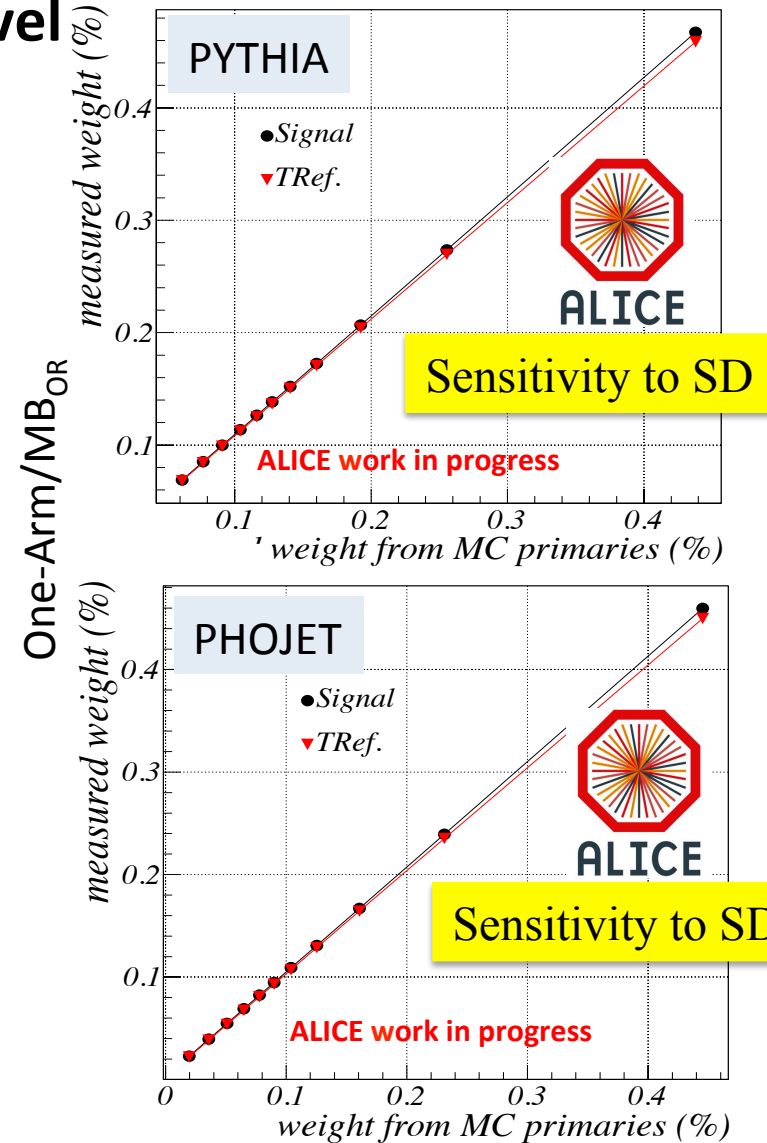 vel
PYTHIA
measured weight (%)
0.4
0.3
0.2
0.1
Signal
TRef.
ALICE
Sensitivity to SD
ALICE work in progress
0.1 0.2 0.3 0.4
weight from MC primaries (%)
One-Arm/MBOR
PHOJET
measured weight (%)
0.4
0.3
0.2
0.1
Signal
TRef.
ALICE
Sensitivity to SD
ALICE work in progress
0 0.1 0.2 0.3 0.4
weight from MC primaries (%)